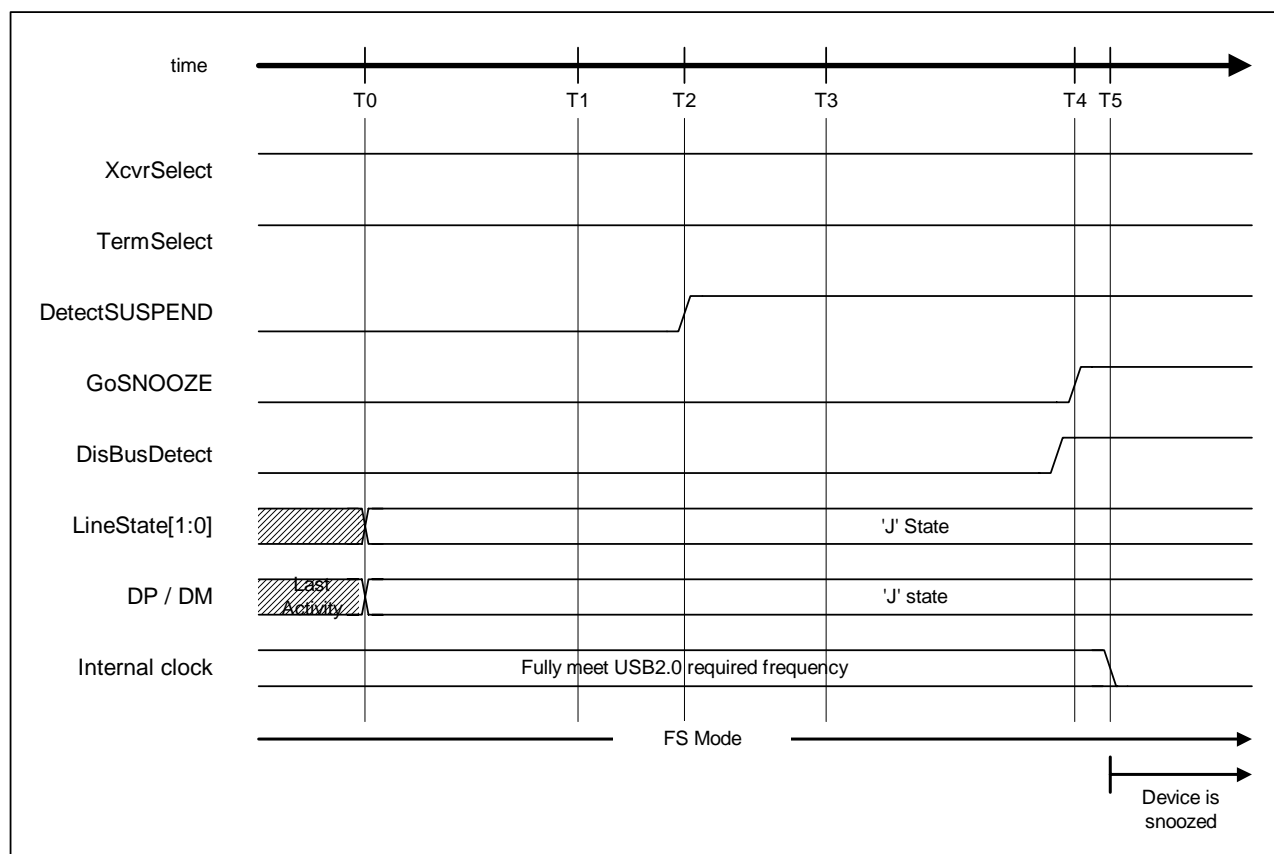 time
T0 T1 T2 T3 T4 T5
XcvrSelect
TermSelect
DetectSUSPEND
GoSNOOZE
DisBusDetect
LineState[1:0] 'J' State
DP / DM Last Activity 'J' state
Internal clock Fully meet USB2.0 required frequency
FS Mode
Device is
snoozed